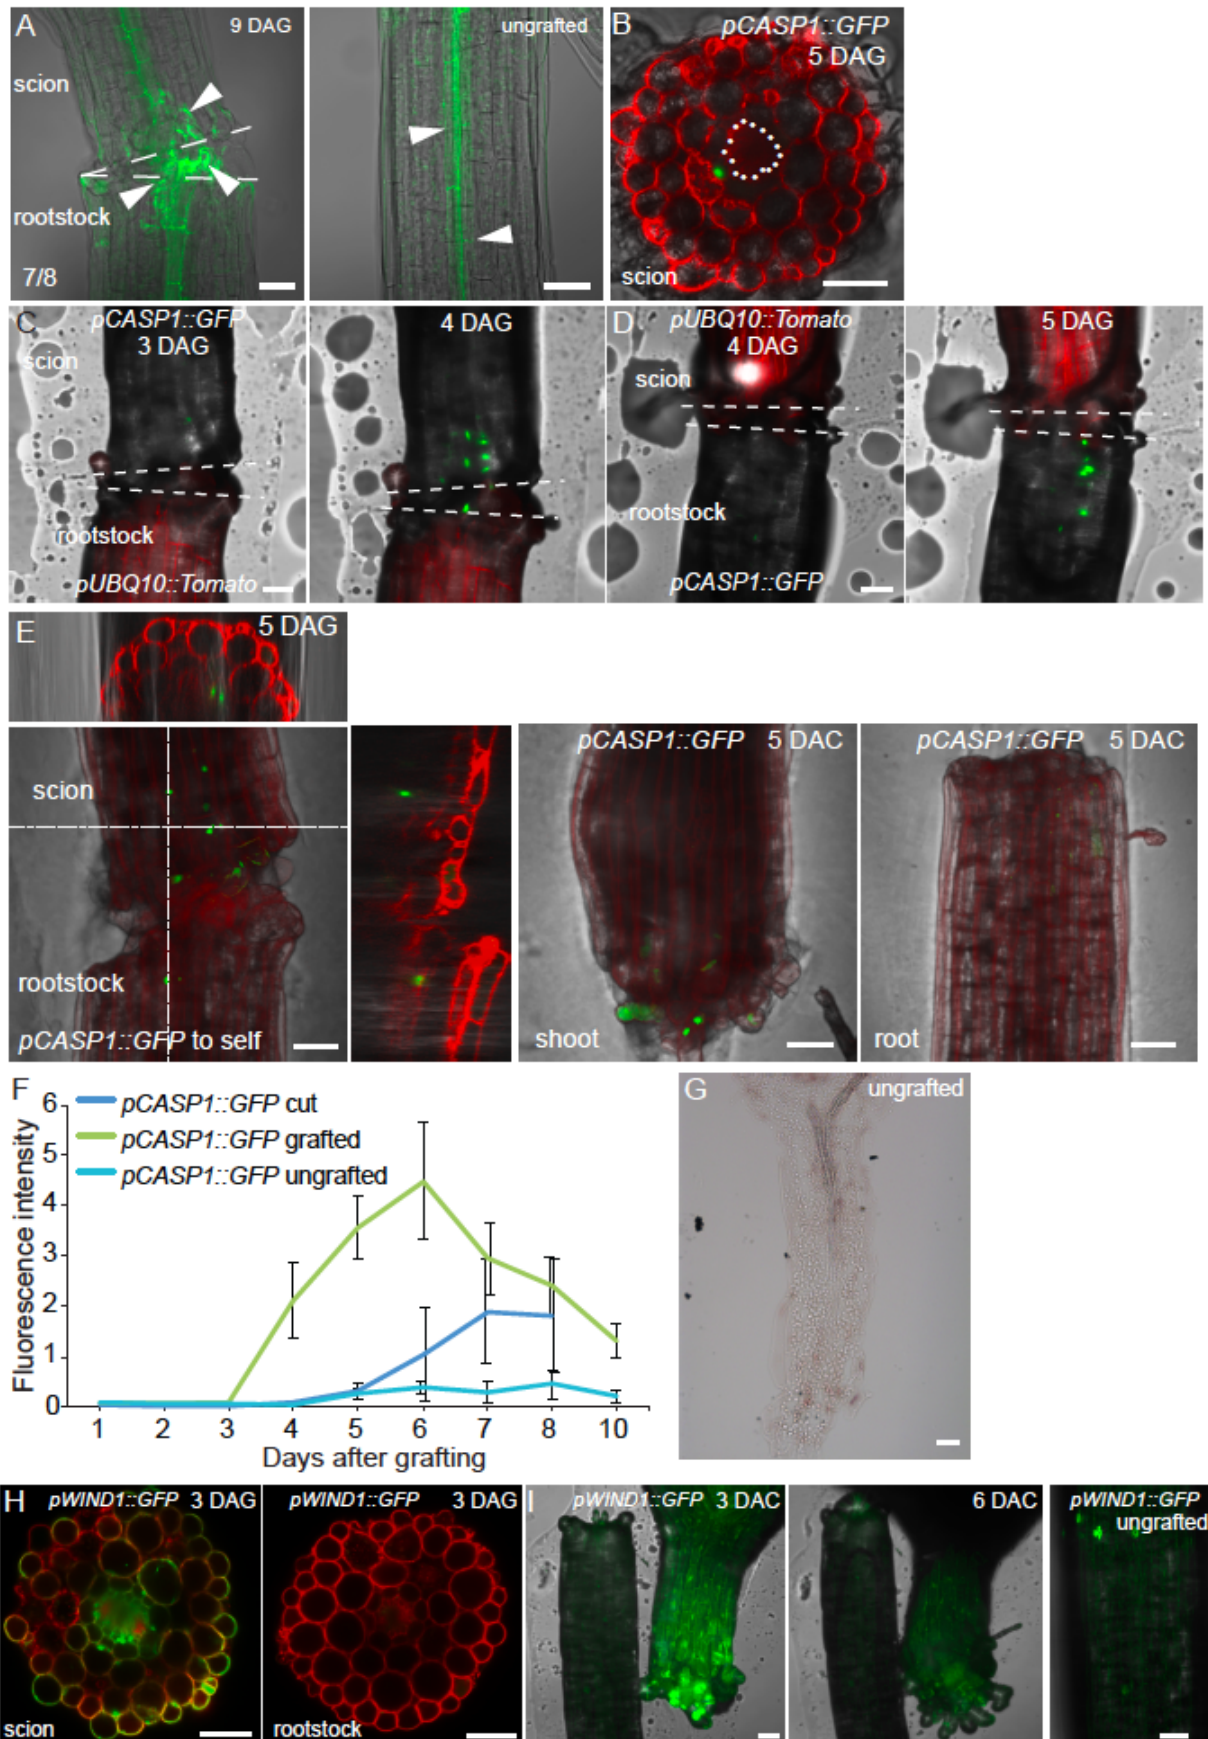 A
9 DAG
scion
rootstock
7/8
ungrafted
B
pCASP1::GFP
5 DAG
scion
C
pCASP1::GFP
3 DAG
scion
rootstock
pUBQ10::Tomato
4 DAG
D
pUBQ10::Tomato
4 DAG
scion
rootstock
pCASP1::GFP
5 DAG
E
5 DAG
scion
rootstock
pCASP1::GFP to self
pCASP1::GFP 5 DAC
shoot
pCASP1::GFP 5 DAC
root
F
Fluorescence intensity
6
5
4
3
2
1
0
pCASP1::GFP cut
pCASP1::GFP grafted
pCASP1::GFP ungrafted
1 2 3 4 5 6 7 8 10
Days after grafting
G
ungrafted
H
pWIND1::GFP 3 DAG
scion
pWIND1::GFP 3 DAG
rootstock
I
pWIND1::GFP 3 DAC
6 DAC
pWIND1::GFP
ungrafted